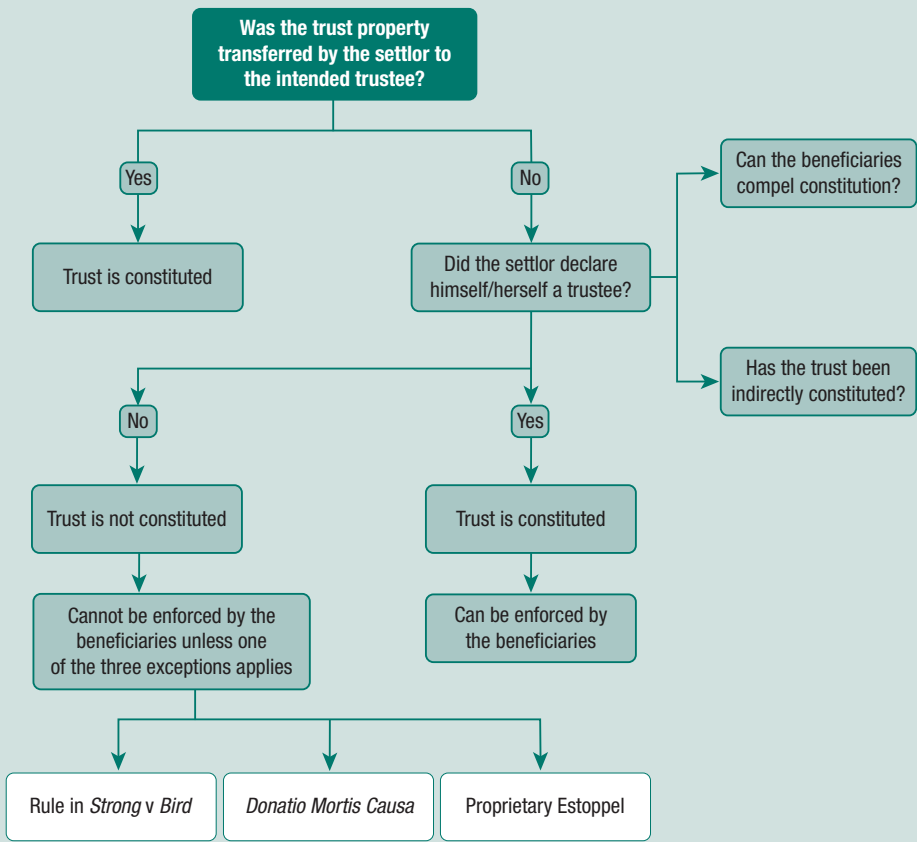 Was the trust property
transferred by the settlor to
the intended trustee?
Yes
No
Can the beneficiaries
compel constitution?
Trust is constituted
Did the settlor declare
himself/herself a trustee?
Has the trust been
indirectly constituted?
No
Yes
Trust is not constituted
Trust is constituted
Cannot be enforced by the
beneficiaries unless one
of the three exceptions applies
Can be enforced by
the beneficiaries
Rule in Strong v Bird
Donatio Mortis Causa
Proprietary Estoppel